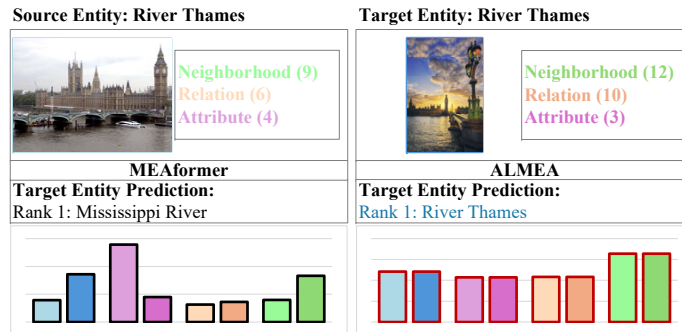 Source Entity: River Thames
Neighborhood (9)
Relation (6)
Attribute (4)
Target Entity: River Thames
Neighborhood (12)
Relation (10)
Attribute (3)
MEAformer
Target Entity Prediction:
Rank 1: Mississippi River
ALMEA
Target Entity Prediction:
Rank 1: River Thames